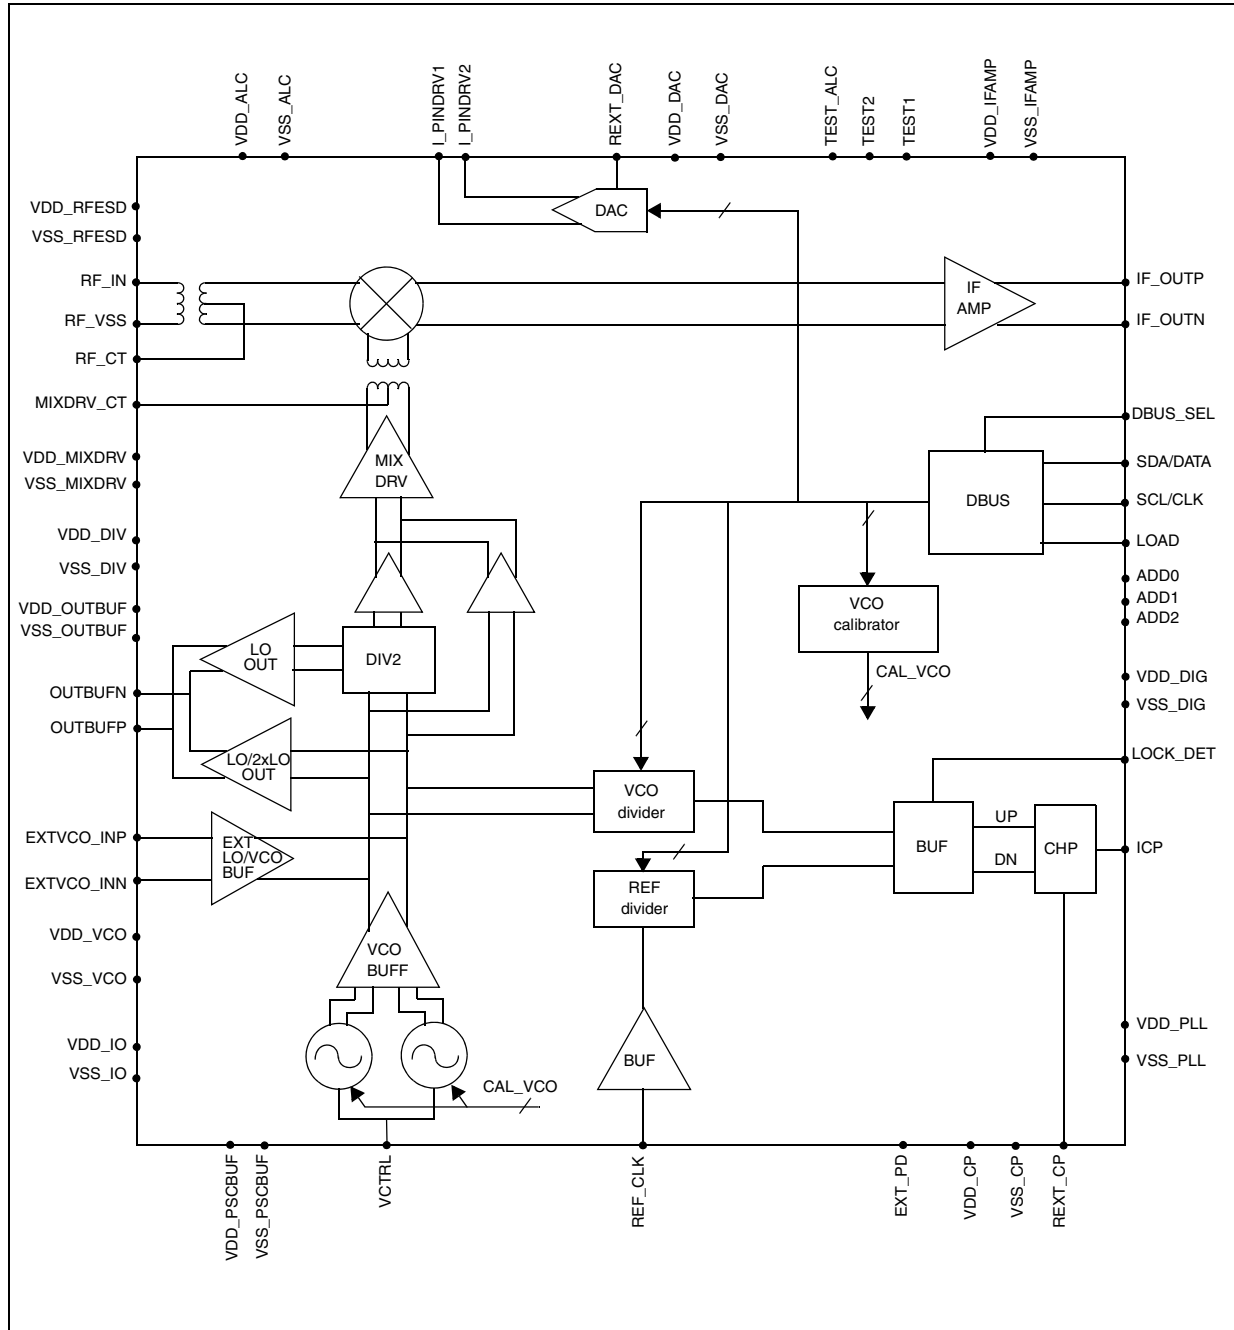 VDD_ALC
VSS_ALC
I_PINDRV1
I_PINDRV2
REXT_DAC
VDD_DAC
VSS_DAC
TEST_ALC
TEST2
TEST1
VDD_IFAMP
VSS_IFAMP
VDD_RFESD
VSS_RFESD
DAC
RF_IN
RF_VSS
RF_CT
IF
AMP
IF_OUTP
IF_OUTN
MIXDRV_CT
DBUS_SEL
VDD_MIXDRV
VSS_MIXDRV
MIX
DRV
DBUS
SDA/DATA
SCL/CLK
LOAD
VDD_DIV
VSS_DIV
ADD0
ADD1
ADD2
VDD_OUTBUF
VSS_OUTBUF
VCO
calibrator
LO
OUT
DIV2
CAL_VCO
VDD_DIG
VSS_DIG
OUTBUFN
OUTBUFP
LO/2xLO
OUT
LOCK_DET
VCO
divider
EXTVCO_INP
EXTVCO_INN
EXT
LO/VCO
BUF
BUF
UP
DN
CHP
ICP
REF
divider
VDD_VCO
VSS_VCO
VCO
BUFF
VDD_IO
VSS_IO
CAL_VCO
BUF
VDD_PLL
VSS_PLL
VDD_PSCBUF
VSS_PSCBUF
VCTRL
REF_CLK
EXT_PD
VDD_CP
VSS_CP
REXT_CP